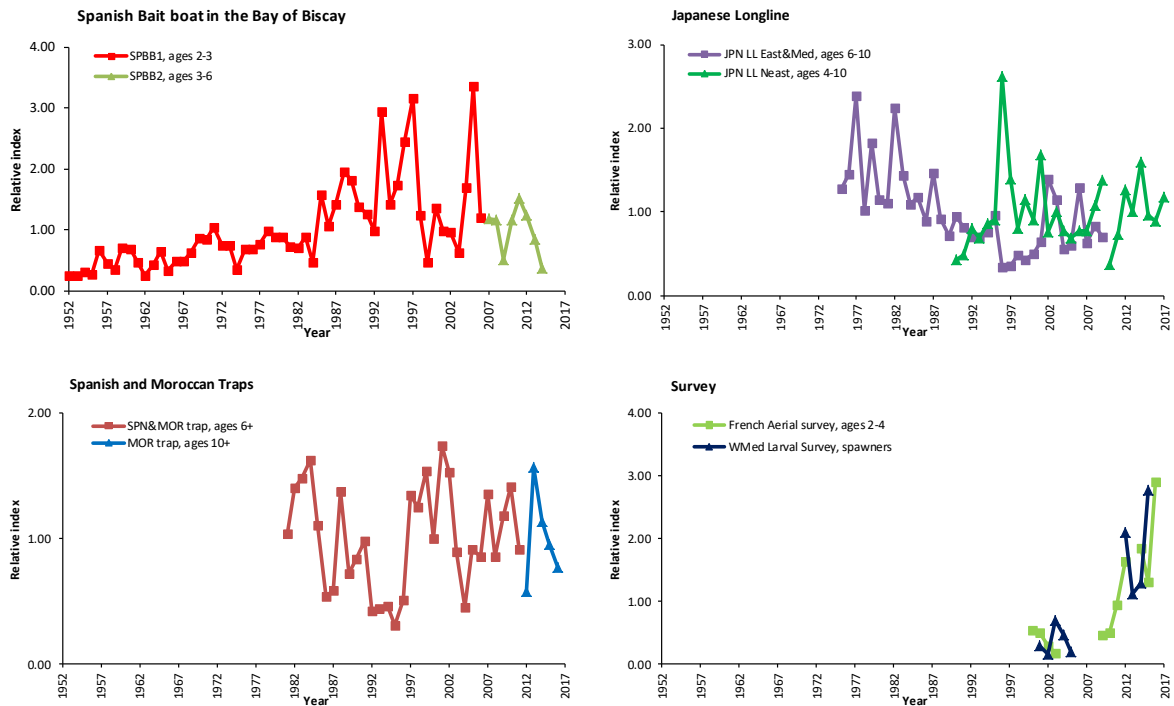 Spanish Bait boat in the Bay of Biscay
4.00
SPBB1, ages 2-3
SPBB2, ages 3-6
3.00
2.00
1.00
0.00
Relative index
1952 1957 1962 1967 1972 1977 1982 1987 1992 1997 2002 2007 2012 2017
Year
Japanese Longline
3.00
JPN LL East&Med, ages 6-10
JPN LL Neast, ages 4-10
2.00
1.00
0.00
Relative index
1952 1957 1962 1967 1972 1977 1982 1987 1992 1997 2002 2007 2012 2017
Year
Spanish and Moroccan Traps
2.00
SPN&MOR trap, ages 6+
MOR trap, ages 10+
1.00
0.00
Relative index
1952 1957 1962 1967 1972 1977 1982 1987 1992 1997 2002 2007 2012 2017
Year
Survey
4.00
French Aerial survey, ages 2-4
WMed Larval Survey, spawners
3.00
2.00
1.00
0.00
Relative index
1952 1957 1962 1967 1972 1977 1982 1987 1992 1997 2002 2007 2012 2017
Year